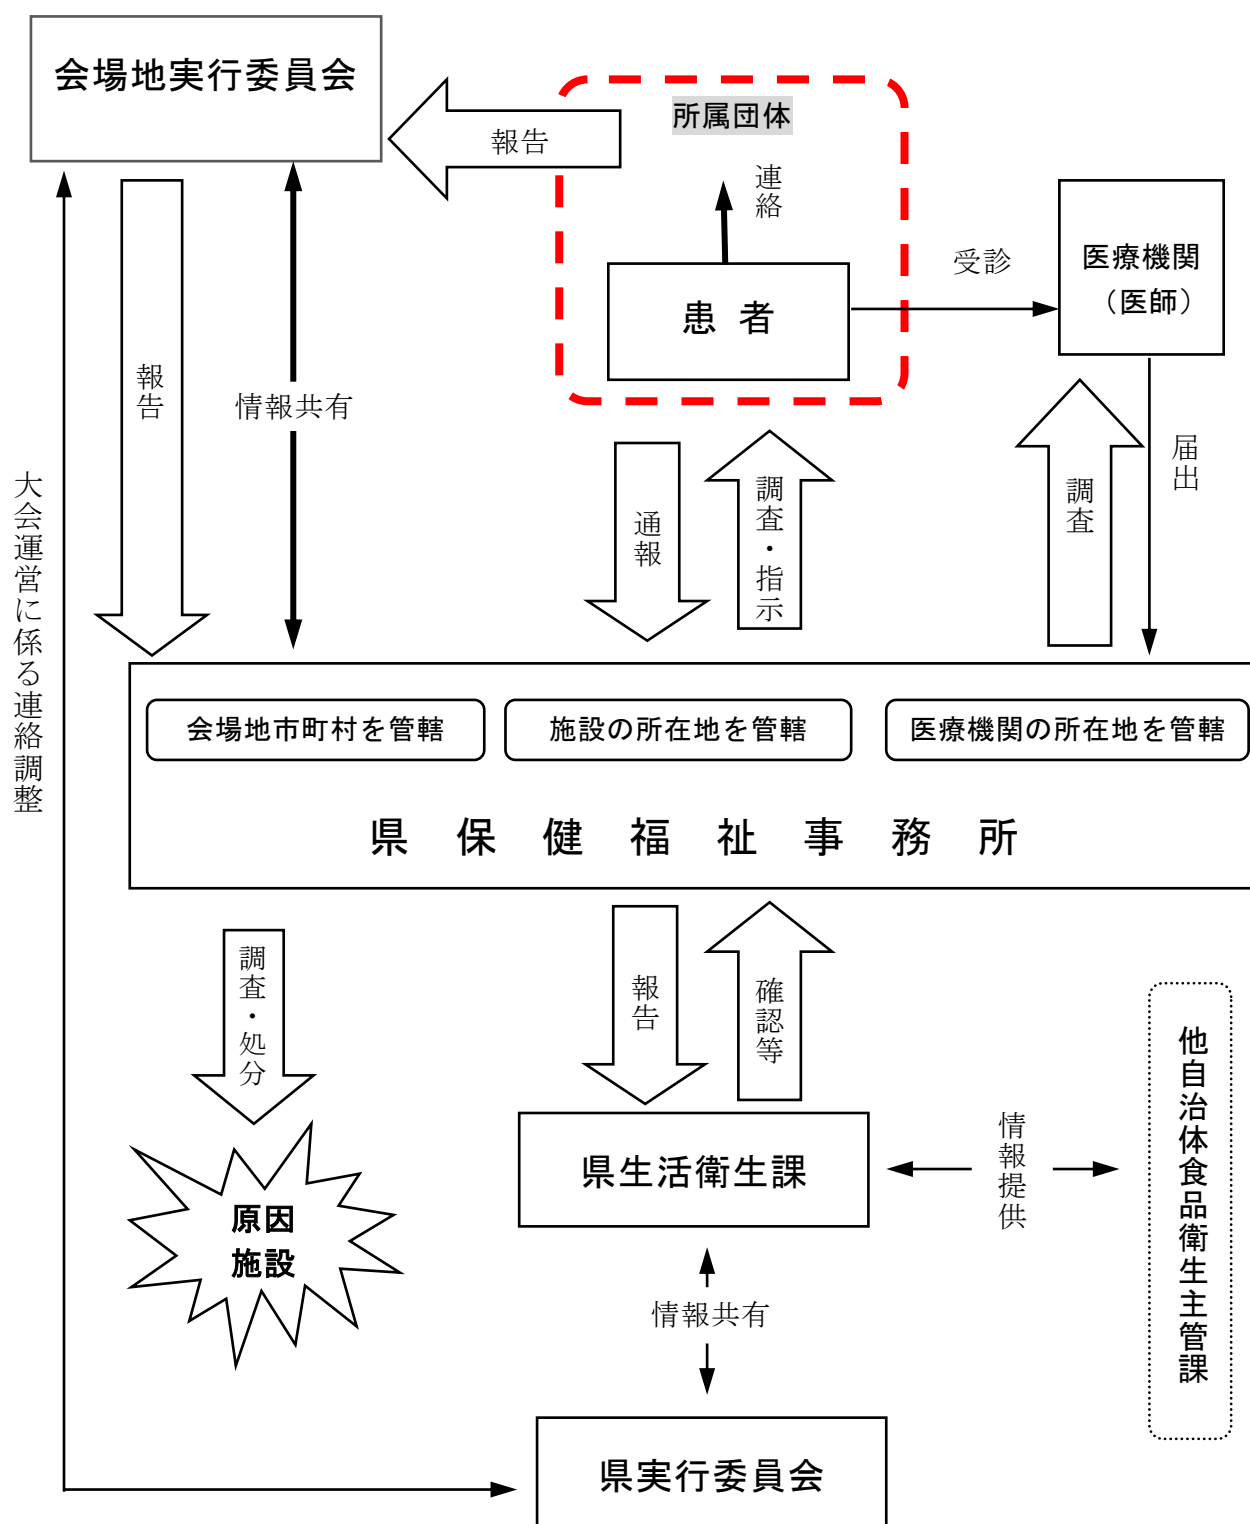 会場地実行委員会
所属団体
報告
連絡
医療機関
（医師）
受診
患者
報告
情報共有
届出
大会運営に係る連絡調整
通報
調査・指示
調査
会場地市町村を管轄
施設の所在地を管轄
医療機関の所在地を管轄
県保健福祉事務所
調査・処分
報告
確認等
他自治体食品衛生主管課
県生活衛生課
情報提供
原因
施設
情報共有
県実行委員会